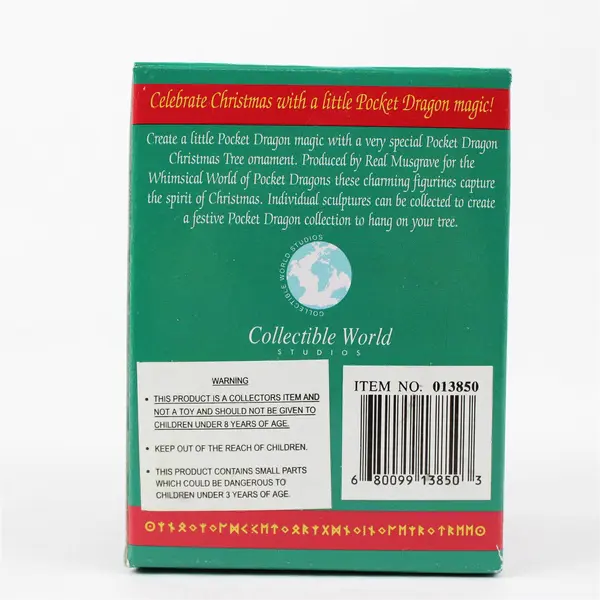 Celebrate Christmas with a little Pocket Dragon magic!
Create a little Pocket Dragon magic with a very special Pocket Dragon
Christmas Tree ornament. Produced by Real Musgrave for the
Whimsical World of Pocket Dragons these charming figurines capture
the spirit of Christmas. Individual sculptures can be collected to create
a festive Pocket Dragon collection to hang on your tree.
COLLECTIBLE WORLD STUDIOS
Collectible World
STUDIOS
WARNING
• THIS PRODUCT IS A COLLECTORS ITEM AND
NOT A TOY AND SHOULD NOT BE GIVEN TO
CHILDREN UNDER 8 YEARS OF AGE.
• KEEP OUT OF THE REACH OF CHILDREN.
• THIS PRODUCT CONTAINS SMALL PARTS
WHICH COULD BE DANGEROUS TO
CHILDREN UNDER 3 YEARS OF AGE.
ITEM NO. 013850
6 80099 13850 3